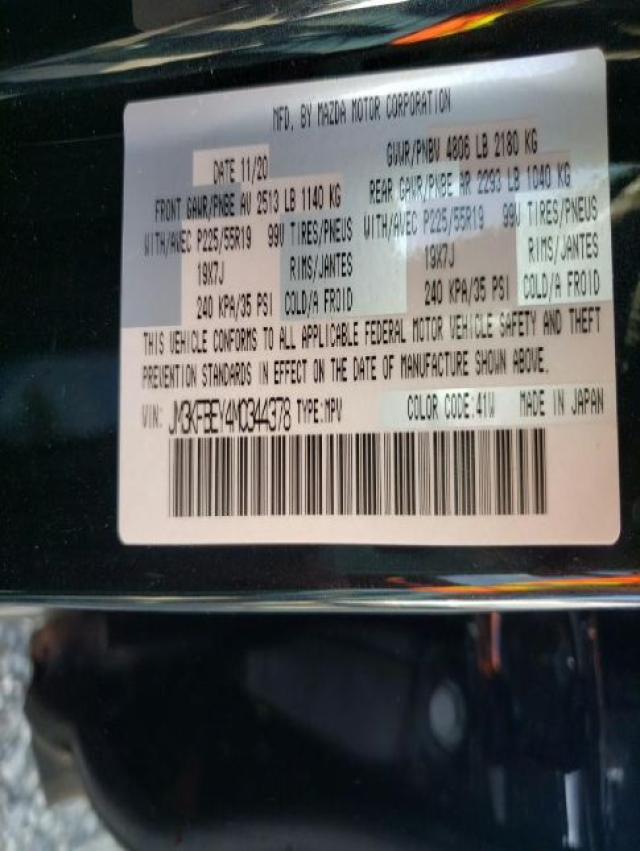 MFD. BY MAZDA MOTOR CORPORATION
DATE 11/20 GVWR/PNBV 4806 LB 2180 KG
FRONT GAWR/PNBE AV 2513 LB 1140 KG REAR GAWR/PNBE AR 2293 LB 1040 KG
WITH/AVEC P225/55R19 99V TIRES/PNEUS WITH/AVEC P225/55R19 99V TIRES/PNEUS
19X7J RIMS/JANTES 19X7J RIMS/JANTES
240 KPA/35 PSI COLD/A FROID 240 KPA/35 PSI COLD/A FROID
THIS VEHICLE CONFORMS TO ALL APPLICABLE FEDERAL MOTOR VEHICLE SAFETY AND THEFT
PREVENTION STANDARDS IN EFFECT ON THE DATE OF MANUFACTURE SHOWN ABOVE.
VIN: JM3KFBEY4M0344378 TYPE:MPV COLOR CODE:41W MADE IN JAPAN